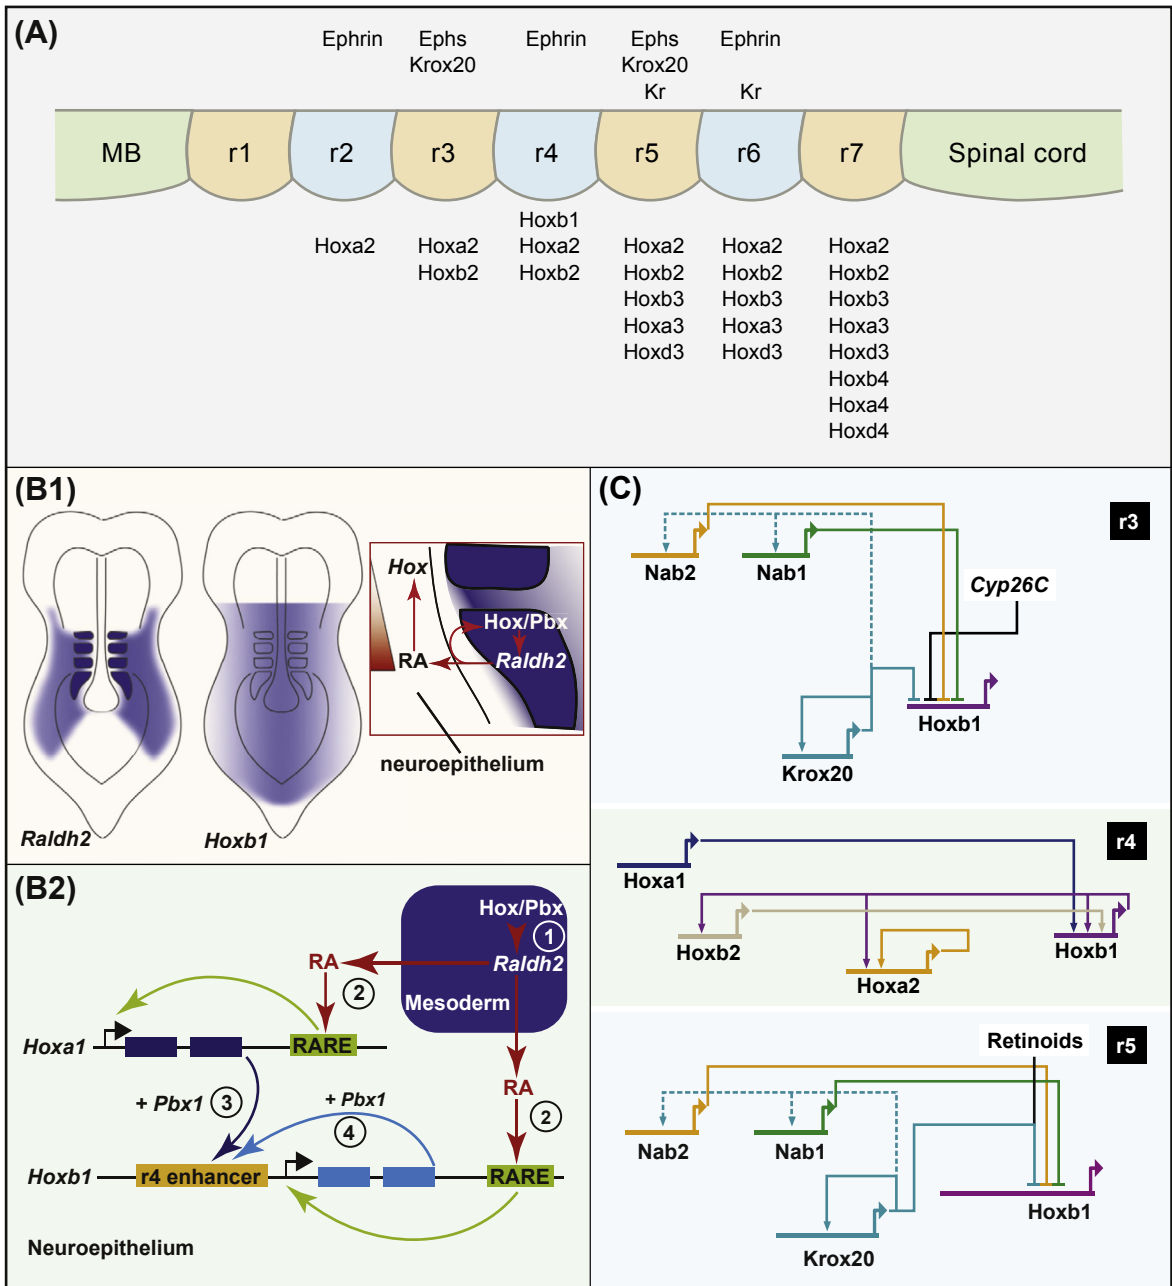 (A)
Ephrin Ephs Ephrin Ephs Ephrin
Krox20 Krox20
Kr Kr
MB r1 r2 r3 r4 r5 r6 r7 Spinal cord
Hoxb1
Hoxa2 Hoxa2 Hoxa2 Hoxa2 Hoxa2 Hoxa2
Hoxb2 Hoxb2 Hoxb2 Hoxb2 Hoxb2
Hoxb3 Hoxb3 Hoxb3
Hoxa3 Hoxa3 Hoxa3
Hoxd3 Hoxd3 Hoxd3
Hoxb4
Hoxa4
Hoxd4
(B1)
Hox
Hox/Pbx
RA Raldh2
neuroepithelium
Raldh2 Hoxb1
(B2)
Hox/Pbx
1
RA Raldh2
2 Mesoderm
Hoxa1 RARE
RA
+ Pbx1 3 + Pbx1 2
4
Hoxb1 r4 enhancer RARE
Neuroepithelium
(C)
r3
Nab2 Nab1
Cyp26C
Hoxb1
Krox20
r4
Hoxa1
Hoxb2 Hoxb1
Hoxa2
r5
Retinoids
Nab2 Nab1
Hoxb1
Krox20